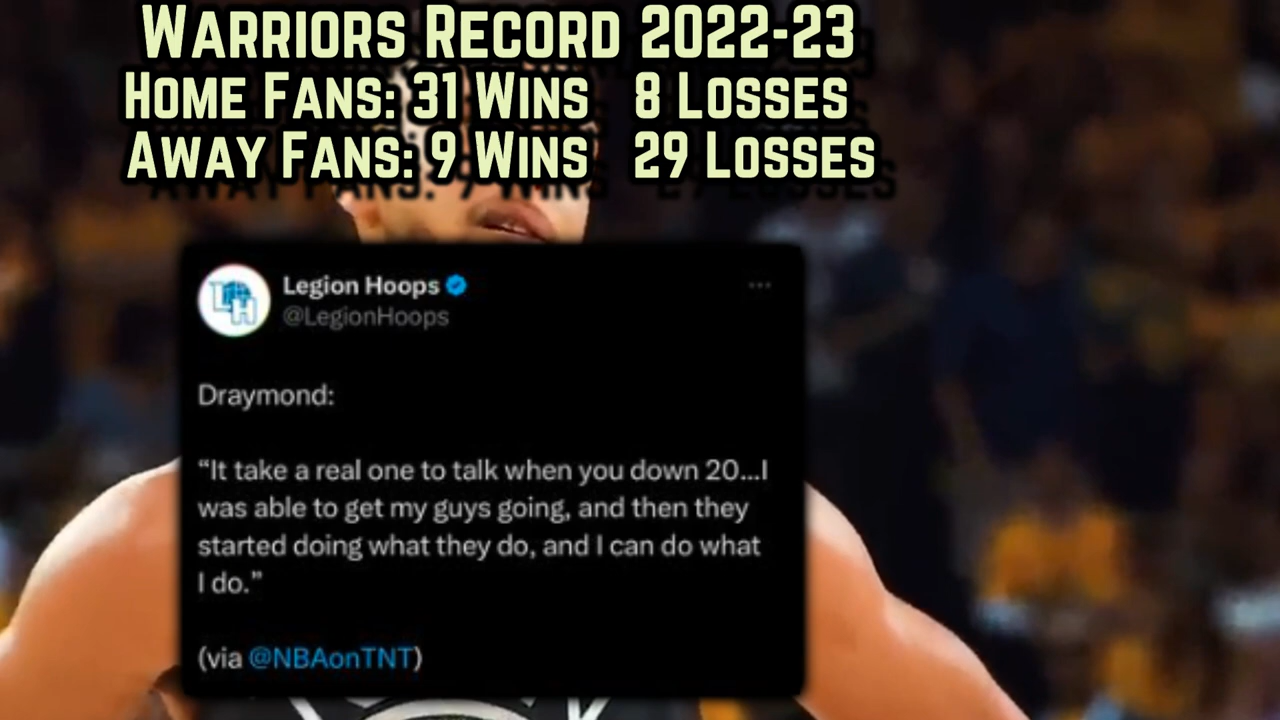 Warriors Record 2022-23
Home Fans: 31 Wins 8 Losses
Away Fans: 9 Wins 29 Losses
Legion Hoops
@LegionHoops
Draymond:
“It take a real one to talk when you down 20...I
was able to get my guys going, and then they
started doing what they do, and I can do what
I do.”
(via @NBAonTNT)